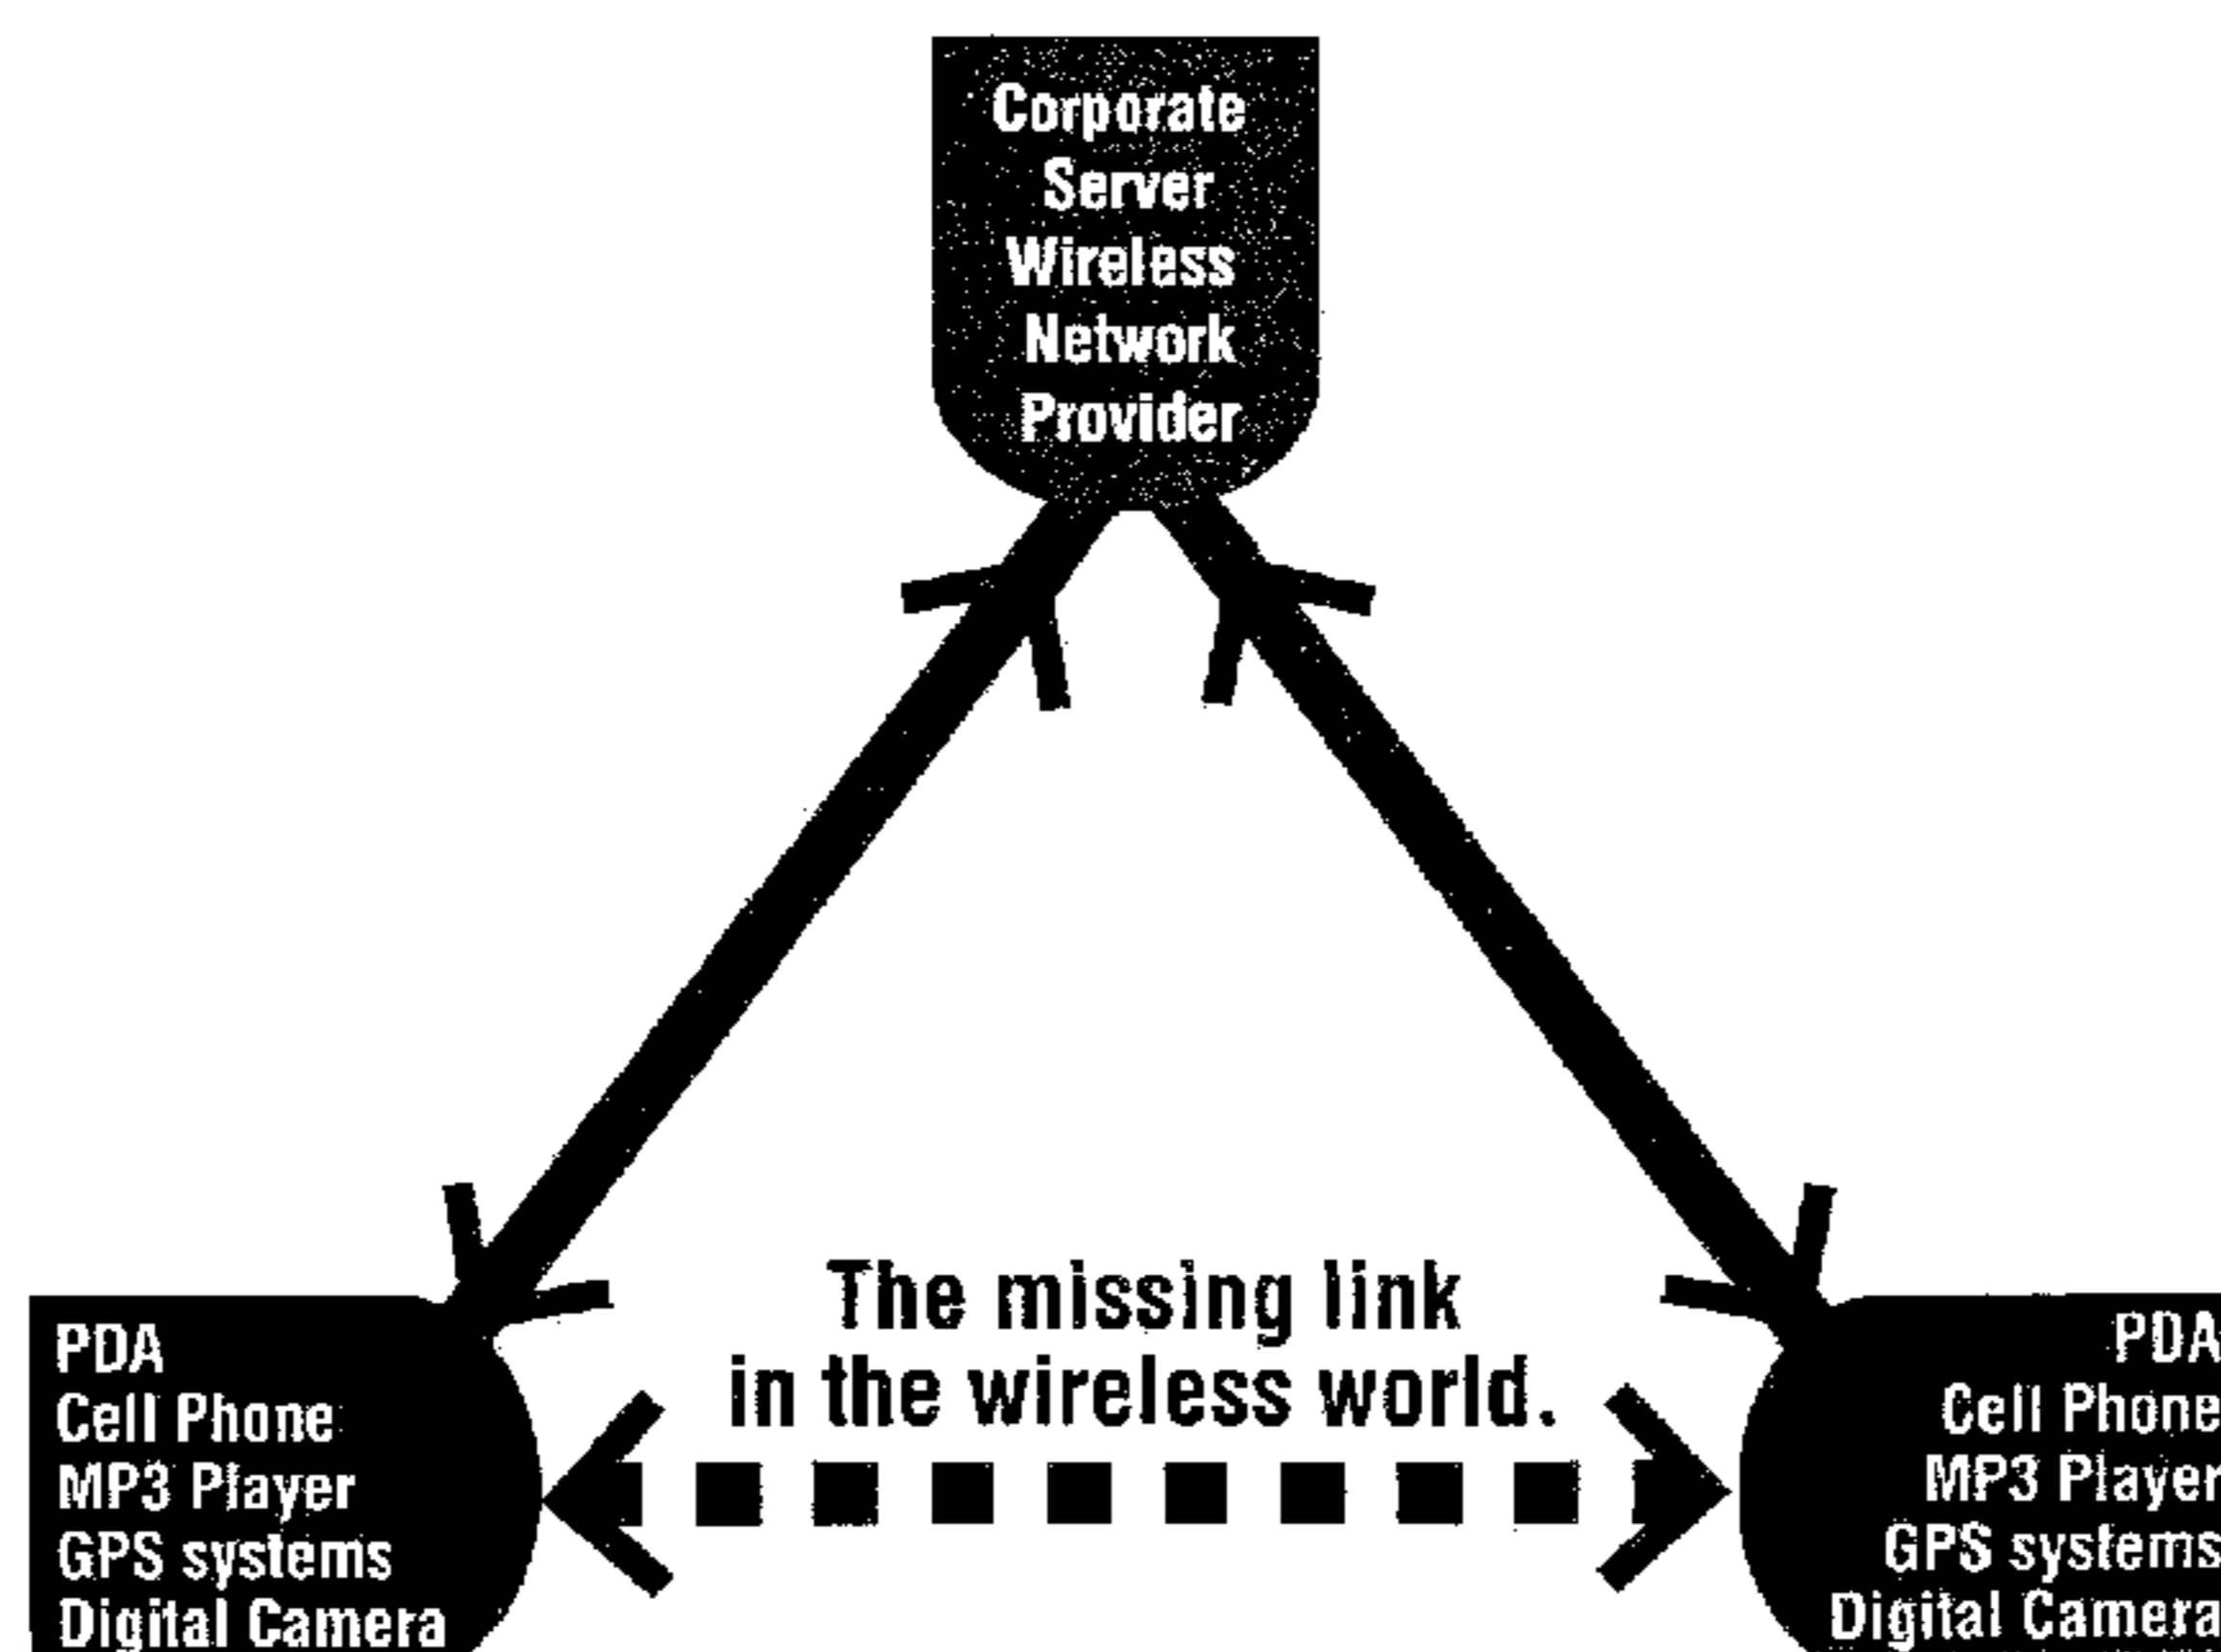 Corporate
Server
Wireless
Network
Provider
The missing link
in the wireless world.
PDA
Cell Phone
MP3 Player
GPS systems
Digital Camera
PDA
Cell Phone
MP3 Player
GPS systems
Digital Camera